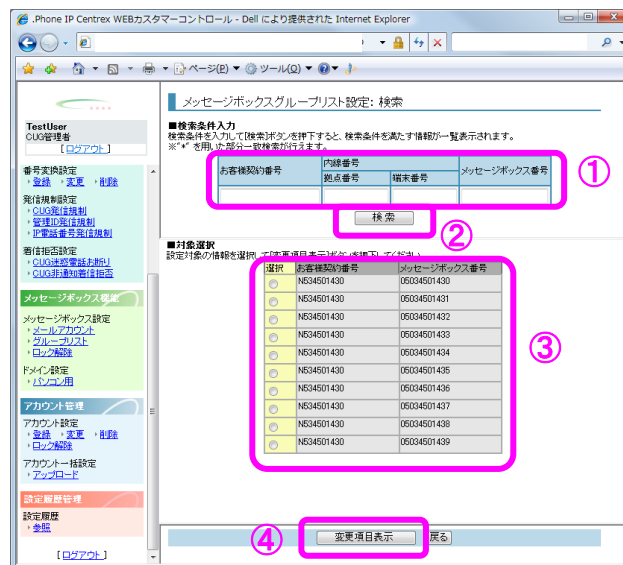 .Phone IP Centrex WEBカスタマーコントロール - Dell により提供された Internet Explorer
ページ(P) ツール(O)
TestUser
CUG管理者
[ログアウト]
番号変換設定
登録 変更 削除
発信規制設定
CUG発信規制
管理ID発信規制
IP電話番号発信規制
着信拒否設定
CUG迷惑電話お断り
CUG非通知着信拒否
メッセージボックス機能
メッセージボックス設定
メールアカウント
グループリスト
ロック解除
ドメイン設定
パソコン用
アカウント管理
アカウント設定
登録 変更 削除
ロック解除
アカウント一括設定
アップロード
設定履歴管理
設定履歴
参照
[ログアウト]
メッセージボックスグループリスト設定: 検索
■検索条件入力
検索条件を入力して[検索]ボタンを押下すると、検索条件を満たす情報が一覧表示されます。
※"*" を用いた部分一致検索が行えます。
お客様契約番号 内線番号 メッセージボックス番号
拠点番号 端末番号
①
検索
②
■対象選択
設定対象の情報を選択して[変更項目表示]ボタンを押下してください。
選択 お客様契約番号 メッセージボックス番号
N534501430 05034501430
N534501430 05034501431
N534501430 05034501432
N534501430 05034501433
N534501430 05034501434
N534501430 05034501435
N534501430 05034501436
N534501430 05034501437
N534501430 05034501438
N534501430 05034501439
③
④
変更項目表示 戻る